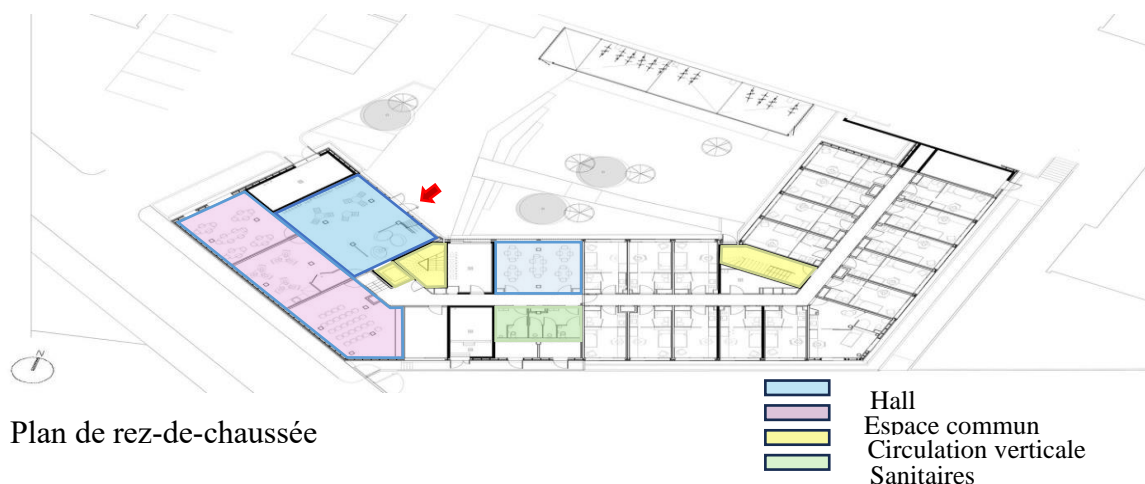 N
Plan de rez-de-chaussée
Hall
Espace commun
Circulation verticale
Sanitaires